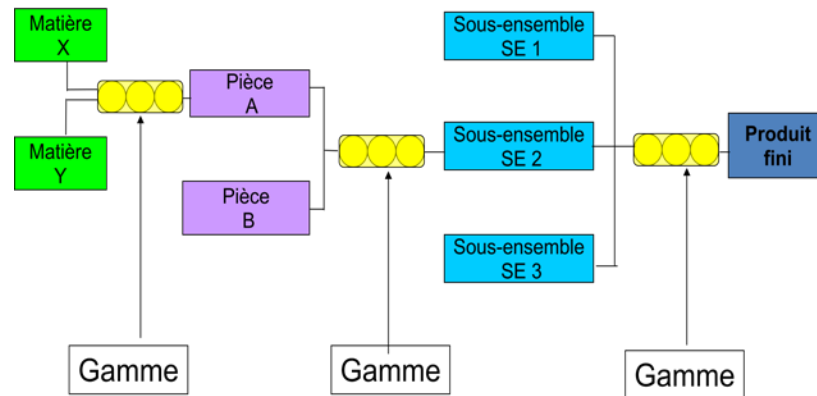 Matière
X
Matière
Y
Pièce
A
Pièce
B
Sous-ensemble
SE 1
Sous-ensemble
SE 2
Sous-ensemble
SE 3
Produit
fini
Gamme
Gamme
Gamme